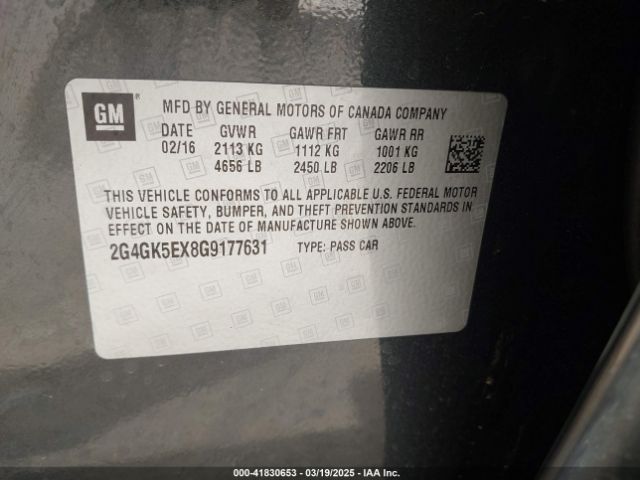 GM
®
MFD BY GENERAL MOTORS OF CANADA COMPANY
DATE GVWR GAWR FRT GAWR RR
02/16 2113 KG 1112 KG 1001 KG
4656 LB 2450 LB 2206 LB
THIS VEHICLE CONFORMS TO ALL APPLICABLE U.S. FEDERAL MOTOR
VEHICLE SAFETY, BUMPER, AND THEFT PREVENTION STANDARDS IN
EFFECT ON THE DATE OF MANUFACTURE SHOWN ABOVE.
2G4GK5EX8G9177631 TYPE: PASS CAR
000-41830653 — 03/19/2025 — IAAI.COM